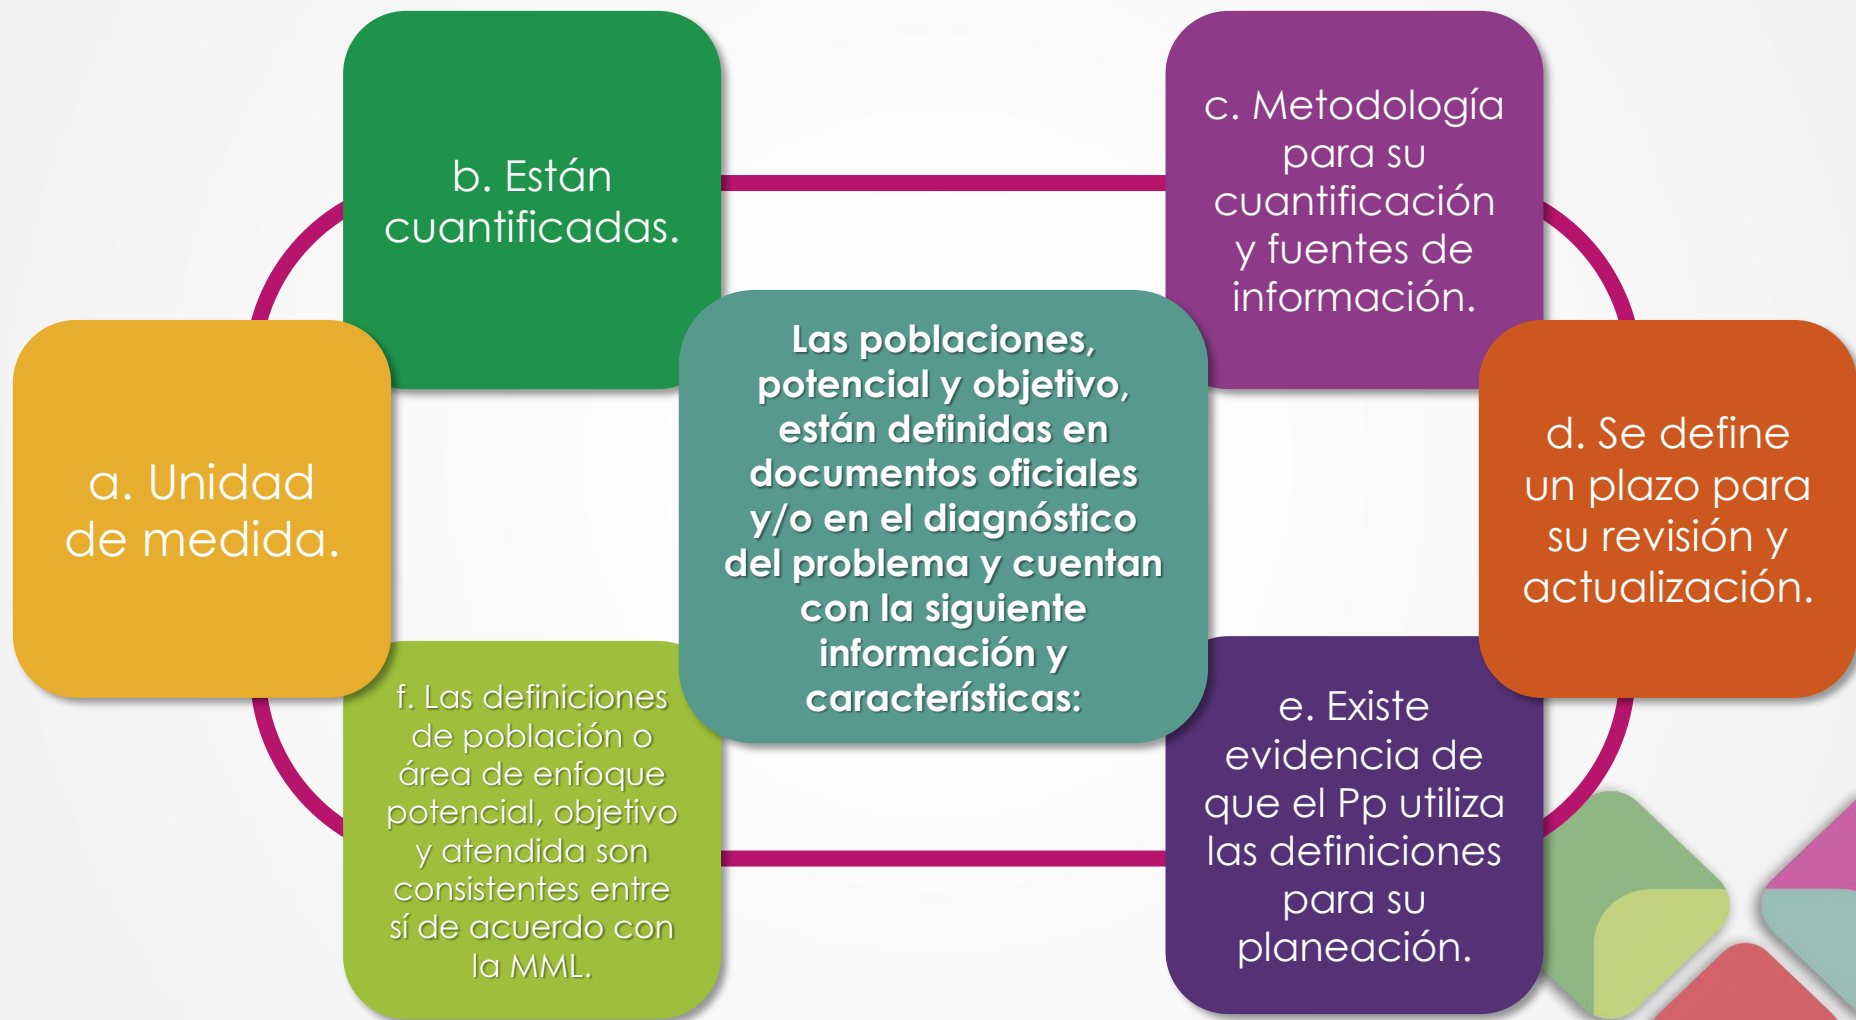 Las poblaciones,
potencial y objetivo,
están definidas en
documentos oficiales
y/o en el diagnóstico
del problema y cuentan
con la siguiente
información y
características:
a. Unidad
de medida.
b. Están
cuantificadas.
c. Metodología
para su
cuantificación
y fuentes de
información.
d. Se define
un plazo para
su revisión y
actualización.
e. Existe
evidencia de
que el Pp utiliza
las definiciones
para su
planeación.
f. Las definiciones
de población o
área de enfoque
potencial, objetivo
y atendida son
consistentes entre
sí de acuerdo con
la MML.